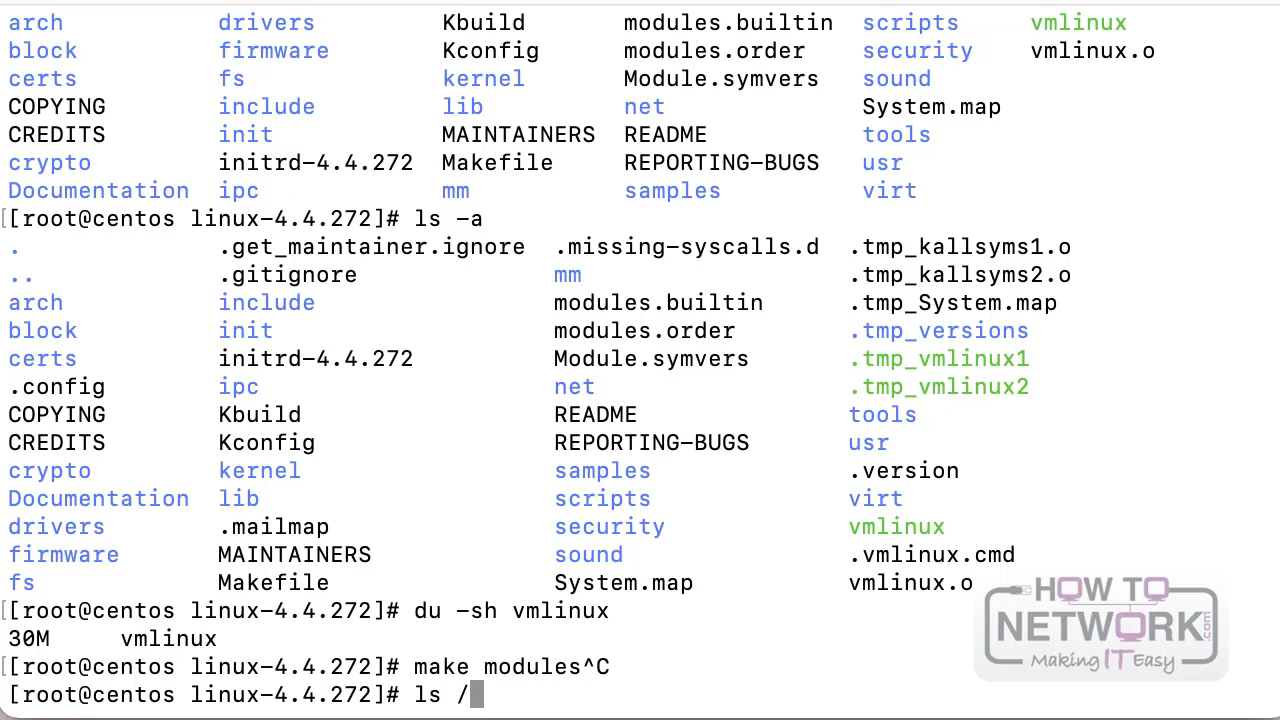 arch drivers Kbuild modules.builtin scripts vmlinux
block firmware Kconfig modules.order security vmlinux.o
certs fs kernel Module.symvers sound
COPYING include lib net System.map
CREDITS init MAINTAINERS README tools
crypto initrd-4.4.272 Makefile REPORTING-BUGS usr
Documentation ipc mm samples virt
[[root@centos linux-4.4.272]# ls -a
. .get_maintainer.ignore .missing-syscalls.d .tmp_kallsyms1.o
.. .gitignore mm .tmp_kallsyms2.o
arch include modules.builtin .tmp_System.map
block init modules.order .tmp_versions
certs initrd-4.4.272 Module.symvers .tmp_vmlinux1
.config ipc net .tmp_vmlinux2
COPYING Kbuild README tools
CREDITS Kconfig REPORTING-BUGS usr
crypto kernel samples .version
Documentation lib scripts virt
drivers .mailmap security vmlinux
firmware MAINTAINERS sound .vmlinux.cmd
fs Makefile System.map vmlinux.o
[[root@centos linux-4.4.272]# du -sh vmlinux
30M vmlinux
[[root@centos linux-4.4.272]# make modules^C
[root@centos linux-4.4.272]# ls /
HOW TO
NETWORK.com
Making IT Easy